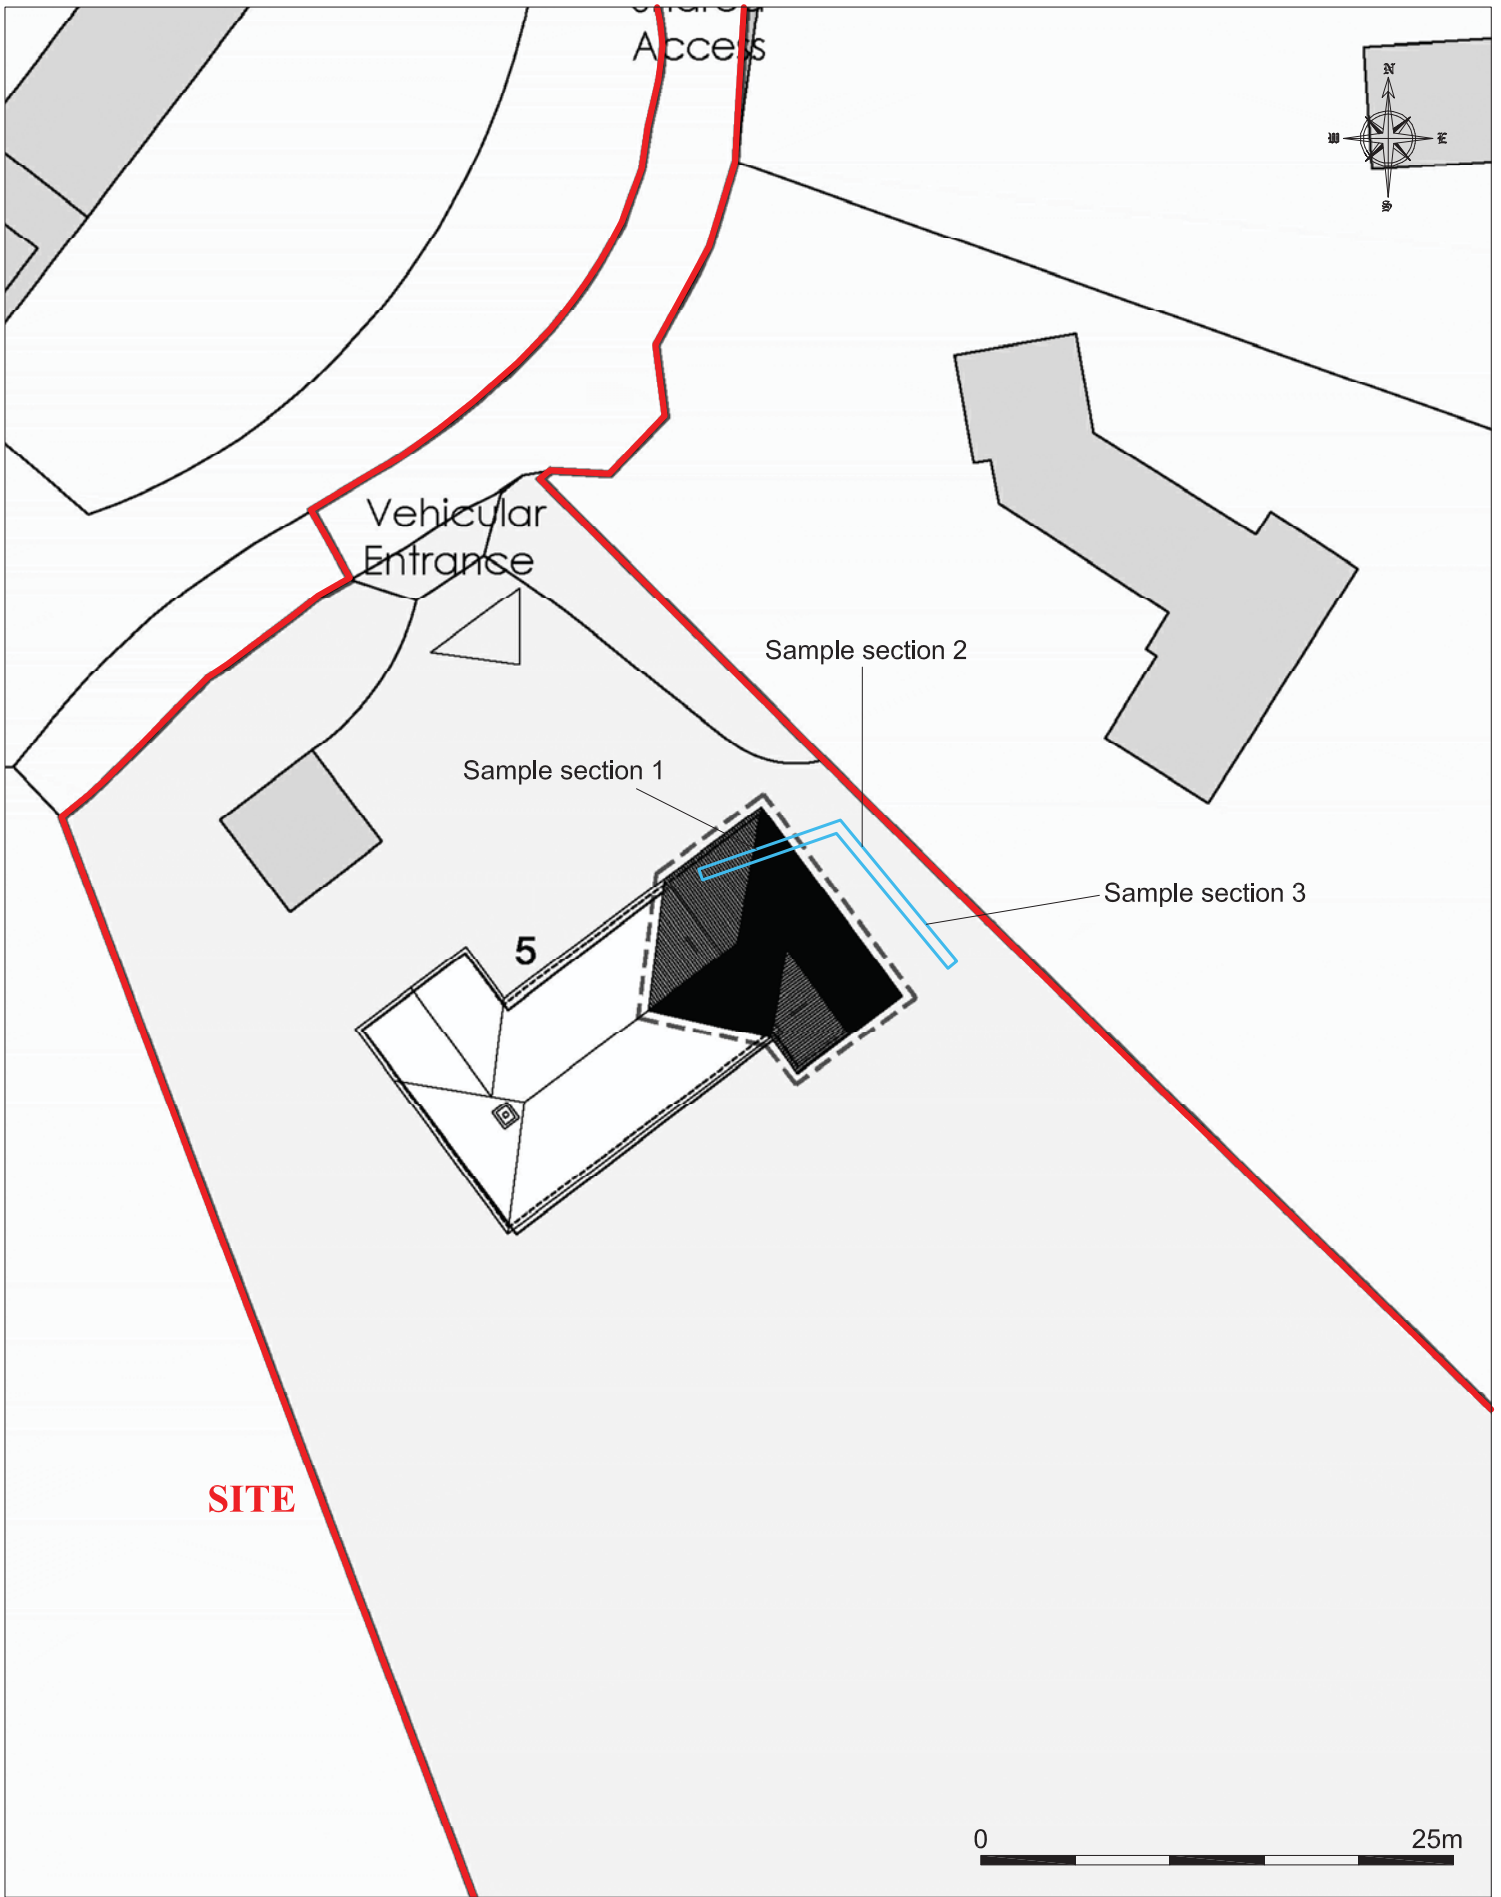 Access
N
W E
S
Vehicular
Entrance
Sample section 2
Sample section 1
Sample section 3
5
SITE
0 25m